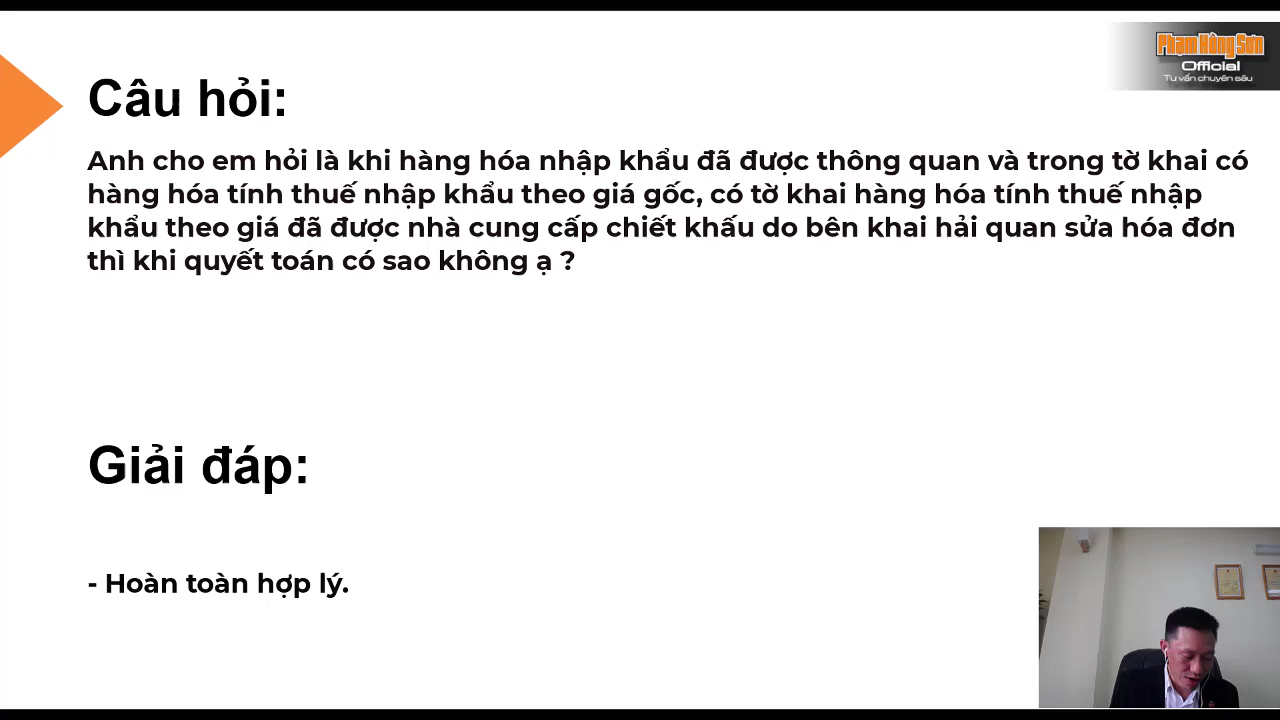 Phạm Hồng Sơn
Official
Tư vấn chuyên sâu
Câu hỏi:
Anh cho em hỏi là khi hàng hóa nhập khẩu đã được thông quan và trong tờ khai có
hàng hóa tính thuế nhập khẩu theo giá gốc, có tờ khai hàng hóa tính thuế nhập
khẩu theo giá đã được nhà cung cấp chiết khấu do bên khai hải quan sửa hóa đơn
thì khi quyết toán có sao không ạ ?
Giải đáp:
- Hoàn toàn hợp lý.